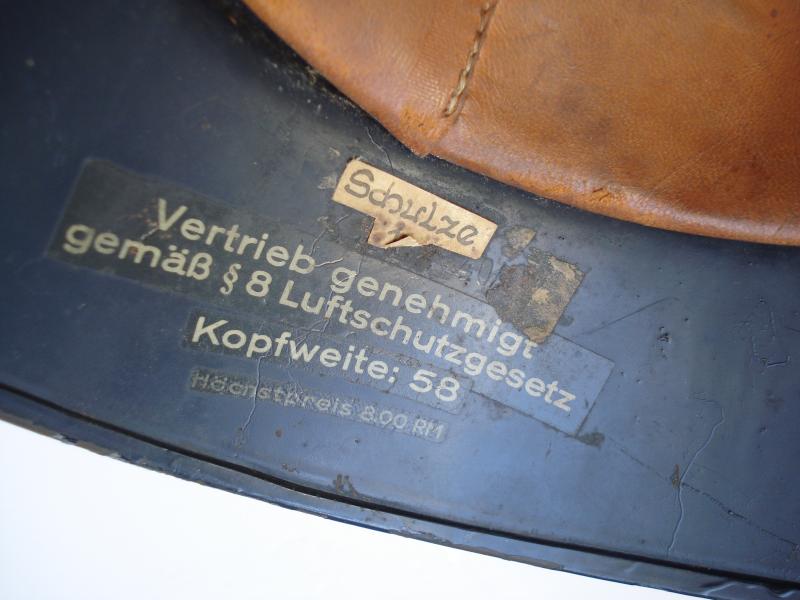 Schulze
Vertrieb genehmigt
gemäß § 8 Luftschutzgesetz
Kopfweite: 58
Höchstpreis 8.00 RM